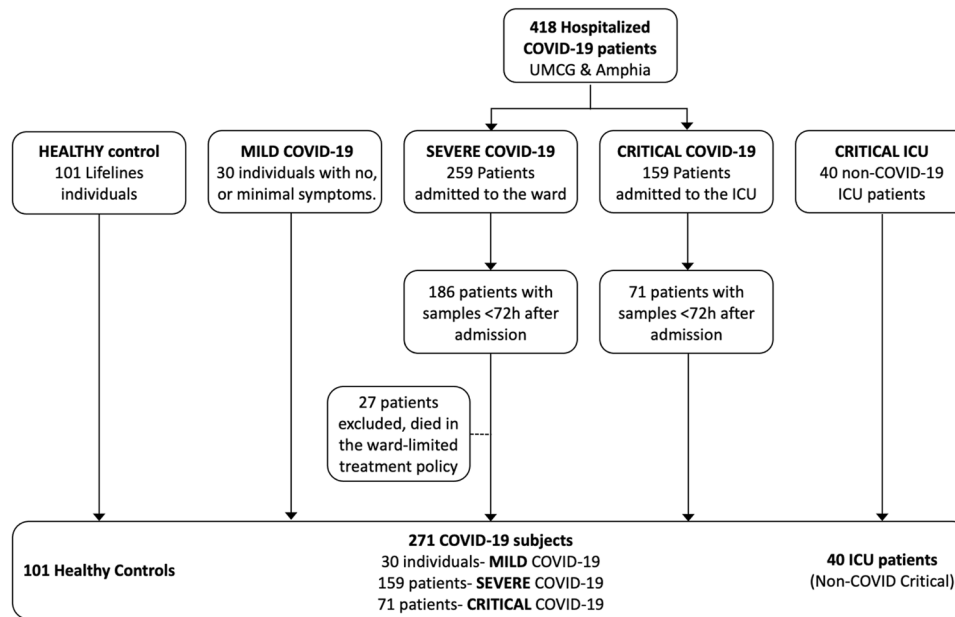 418 Hospitalized
COVID-19 patients
UMCG & Amphia
HEALTHY control
101 Lifelines
individuals
MILD COVID-19
30 individuals with no,
or minimal symptoms.
SEVERE COVID-19
259 Patients
admitted to the ward
CRITICAL COVID-19
159 Patients
admitted to the ICU
CRITICAL ICU
40 non-COVID-19
ICU patients
186 patients with
samples <72h after
admission
71 patients with
samples <72h after
admission
27 patients
excluded, died in
the ward-limited
treatment policy
101 Healthy Controls
271 COVID-19 subjects
30 individuals- MILD COVID-19
159 patients- SEVERE COVID-19
71 patients- CRITICAL COVID-19
40 ICU patients
(Non-COVID Critical)